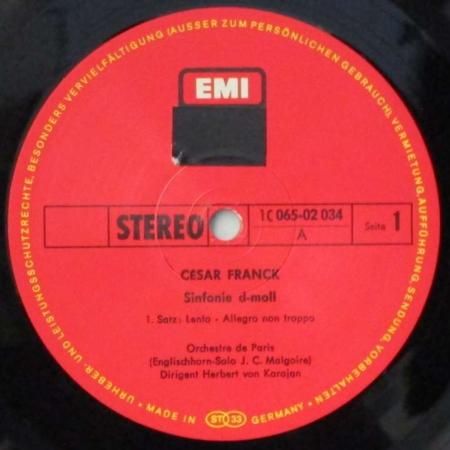 URHEBER- UND LEISTUNGSSCHUTZRECHTE, BESONDERS VERVIELFÄLTIGUNG (AUSSER ZUM PERSÖNLICHEN GEBRAUCH), VERMIETUNG, AUFFÜHRUNG, SENDUNG, VORBEHALTEN
EMI
STEREO
1C 065-02 034
A
Seite 1
CESAR FRANCK
Sinfonie d-moll
1. Satz: Lento - Allegro non troppo
Orchestre de Paris
(Englischhorn-Solo J. C. Malgoire)
Dirigent Herbert von Karajan
MADE IN GERMANY
ST 33